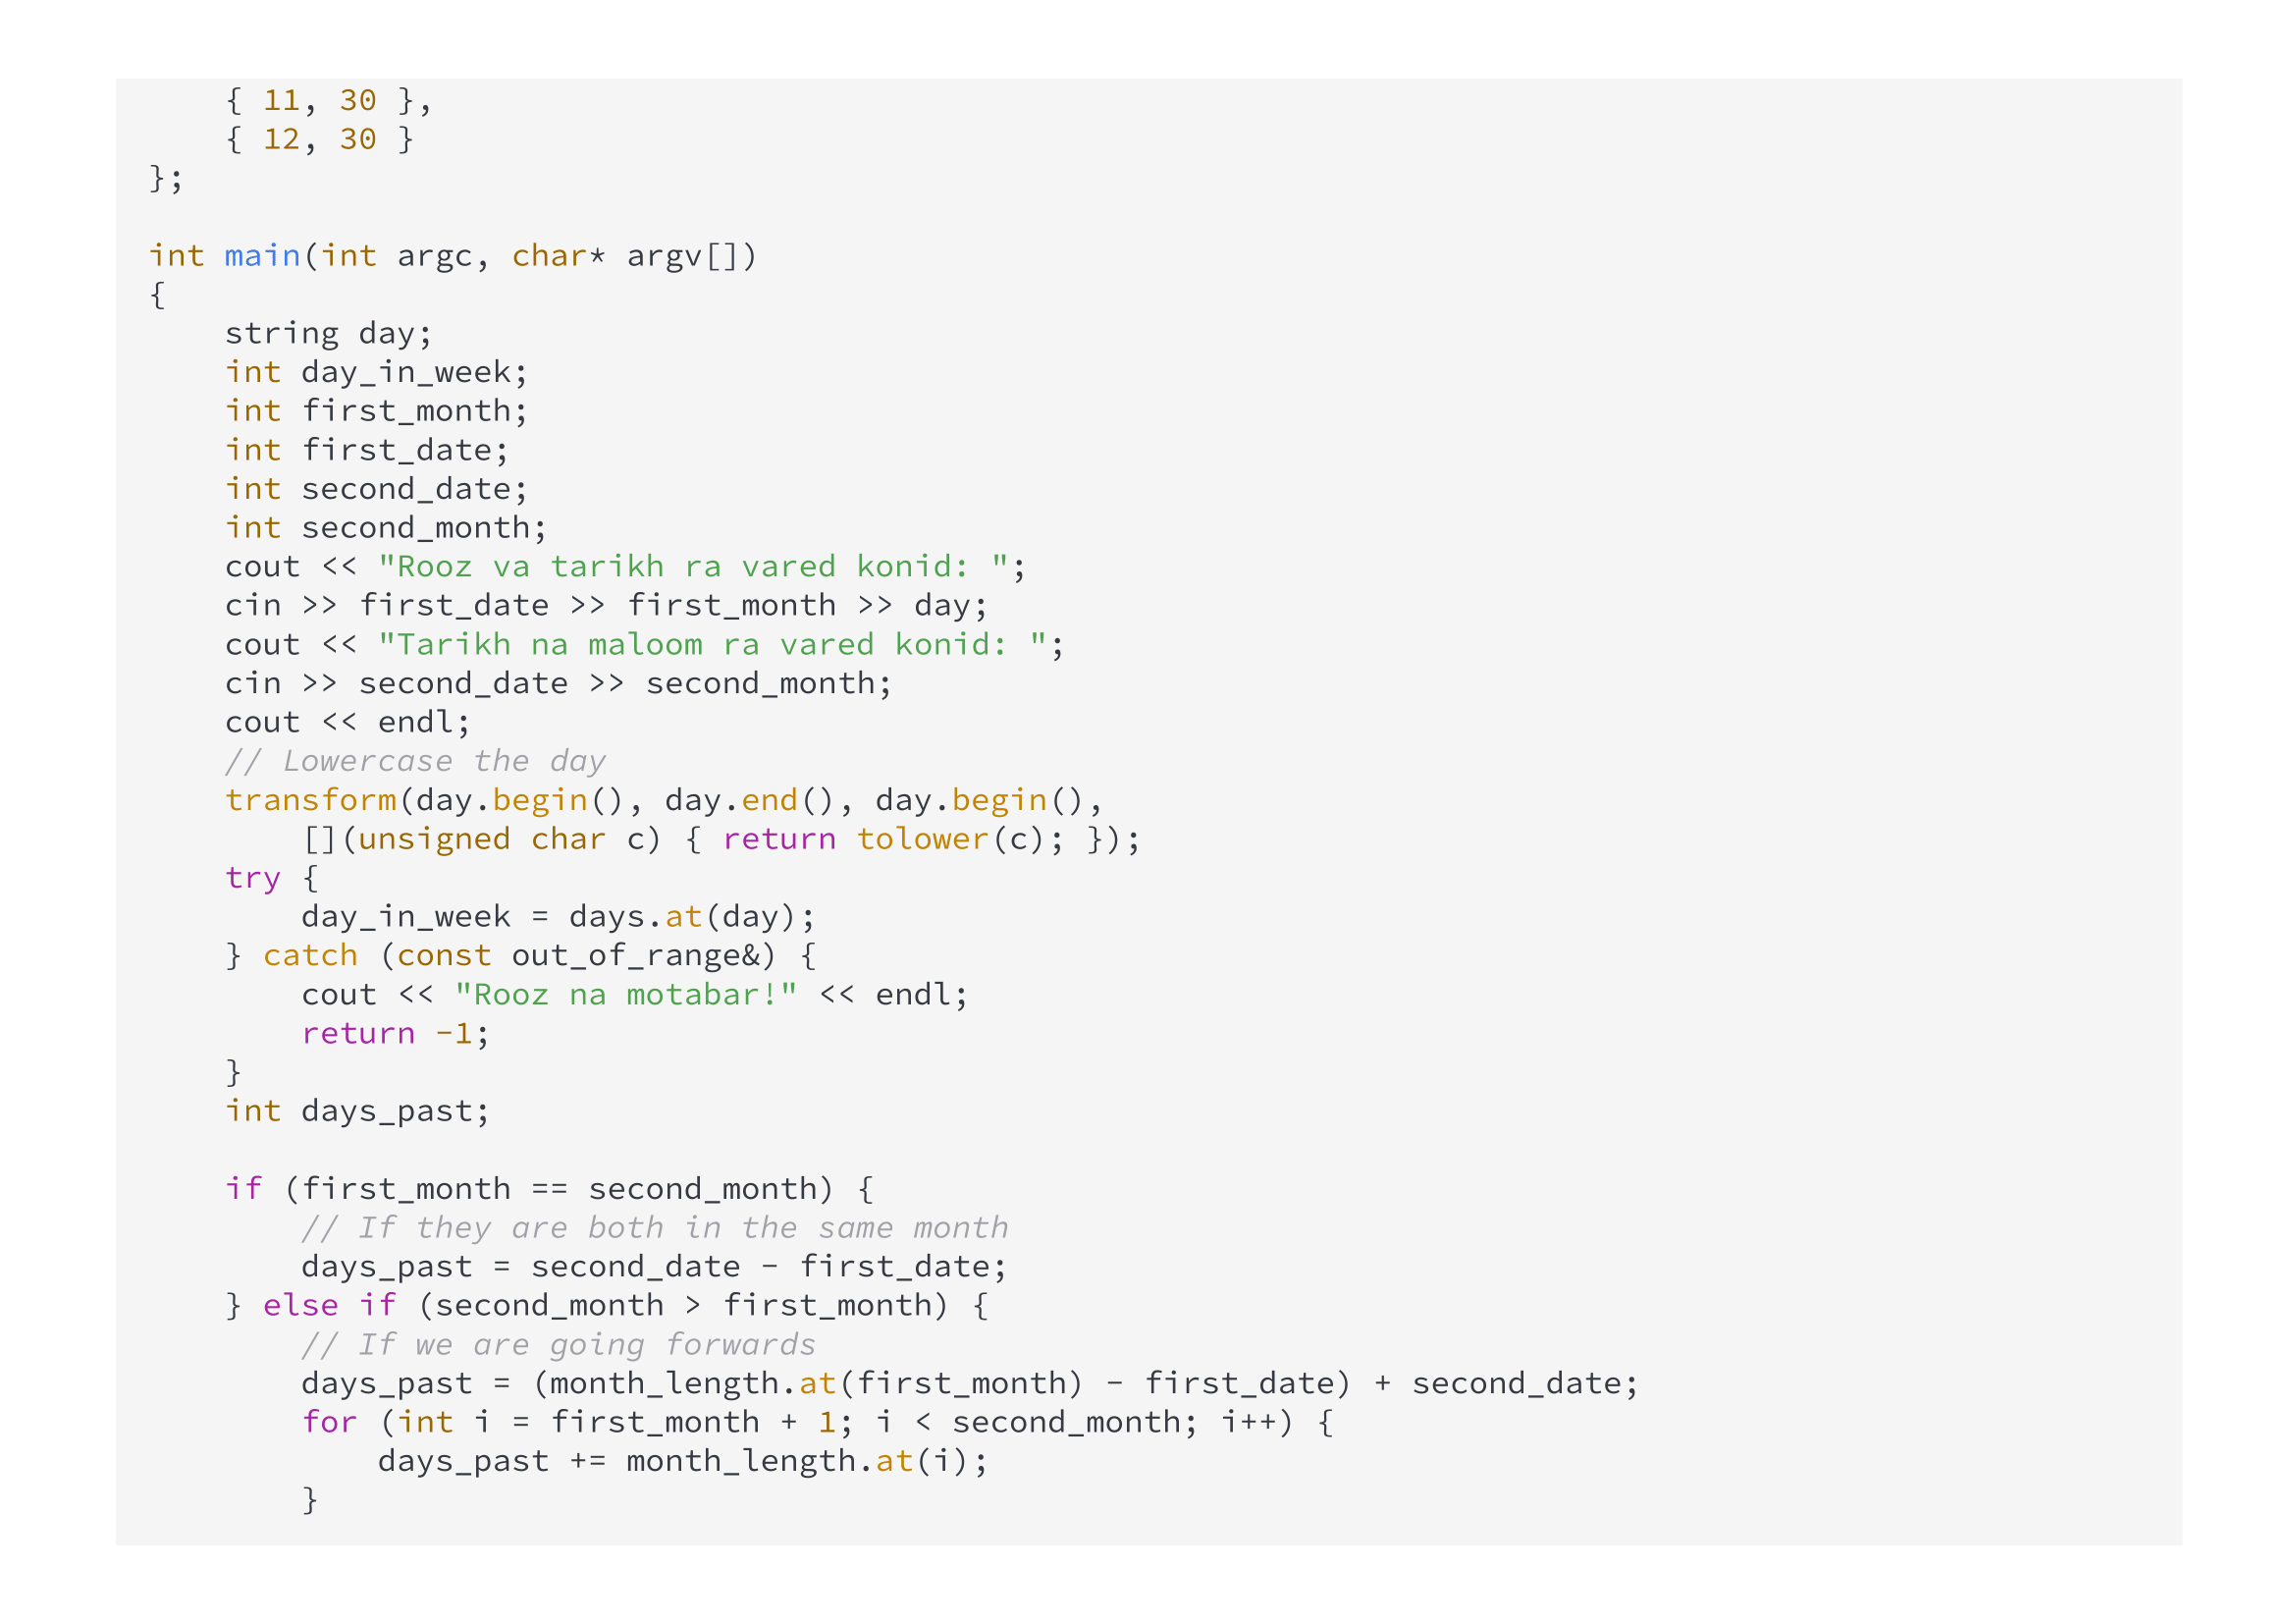 { 11, 30 },
    { 12, 30 }
};

int main(int argc, char* argv[])
{
    string day;
    int day_in_week;
    int first_month;
    int first_date;
    int second_date;
    int second_month;
    cout << "Rooz va tarikh ra vared konid: ";
    cin >> first_date >> first_month >> day;
    cout << "Tarikh na maloom ra vared konid: ";
    cin >> second_date >> second_month;
    cout << endl;
    // Lowercase the day
    transform(day.begin(), day.end(), day.begin(),
        [](unsigned char c) { return tolower(c); });
    try {
        day_in_week = days.at(day);
    } catch (const out_of_range&) {
        cout << "Rooz na motabar!" << endl;
        return -1;
    }
    int days_past;

    if (first_month == second_month) {
        // If they are both in the same month
        days_past = second_date - first_date;
    } else if (second_month > first_month) {
        // If we are going forwards
        days_past = (month_length.at(first_month) - first_date) + second_date;
        for (int i = first_month + 1; i < second_month; i++) {
            days_past += month_length.at(i);
        }